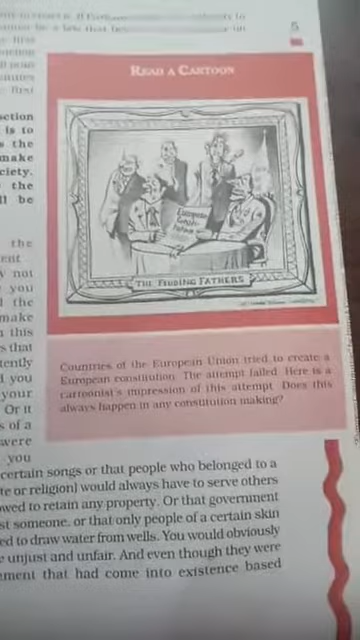 5
READ A CARTOON
European
Constitution
THE FEUDING FATHERS
Countries of the European Union tried to create a
European constitution. The attempt failed. Here is a
cartoonist's impression of this attempt. Does this
always happen in any constitution making?
first
section
is to
s the
make
ciety.
the
ll be
the
ent
not
you
d the
make
n this
s that
tently
d you
your
Or it
s of a
were
you
certain songs or that people who belonged to a
te or religion) would always have to serve others
owed to retain any property. Or that government
st someone, or that only people of a certain skin
ed to draw water from wells. You would obviously
e unjust and unfair. And even though they were
ment that had come into existence based